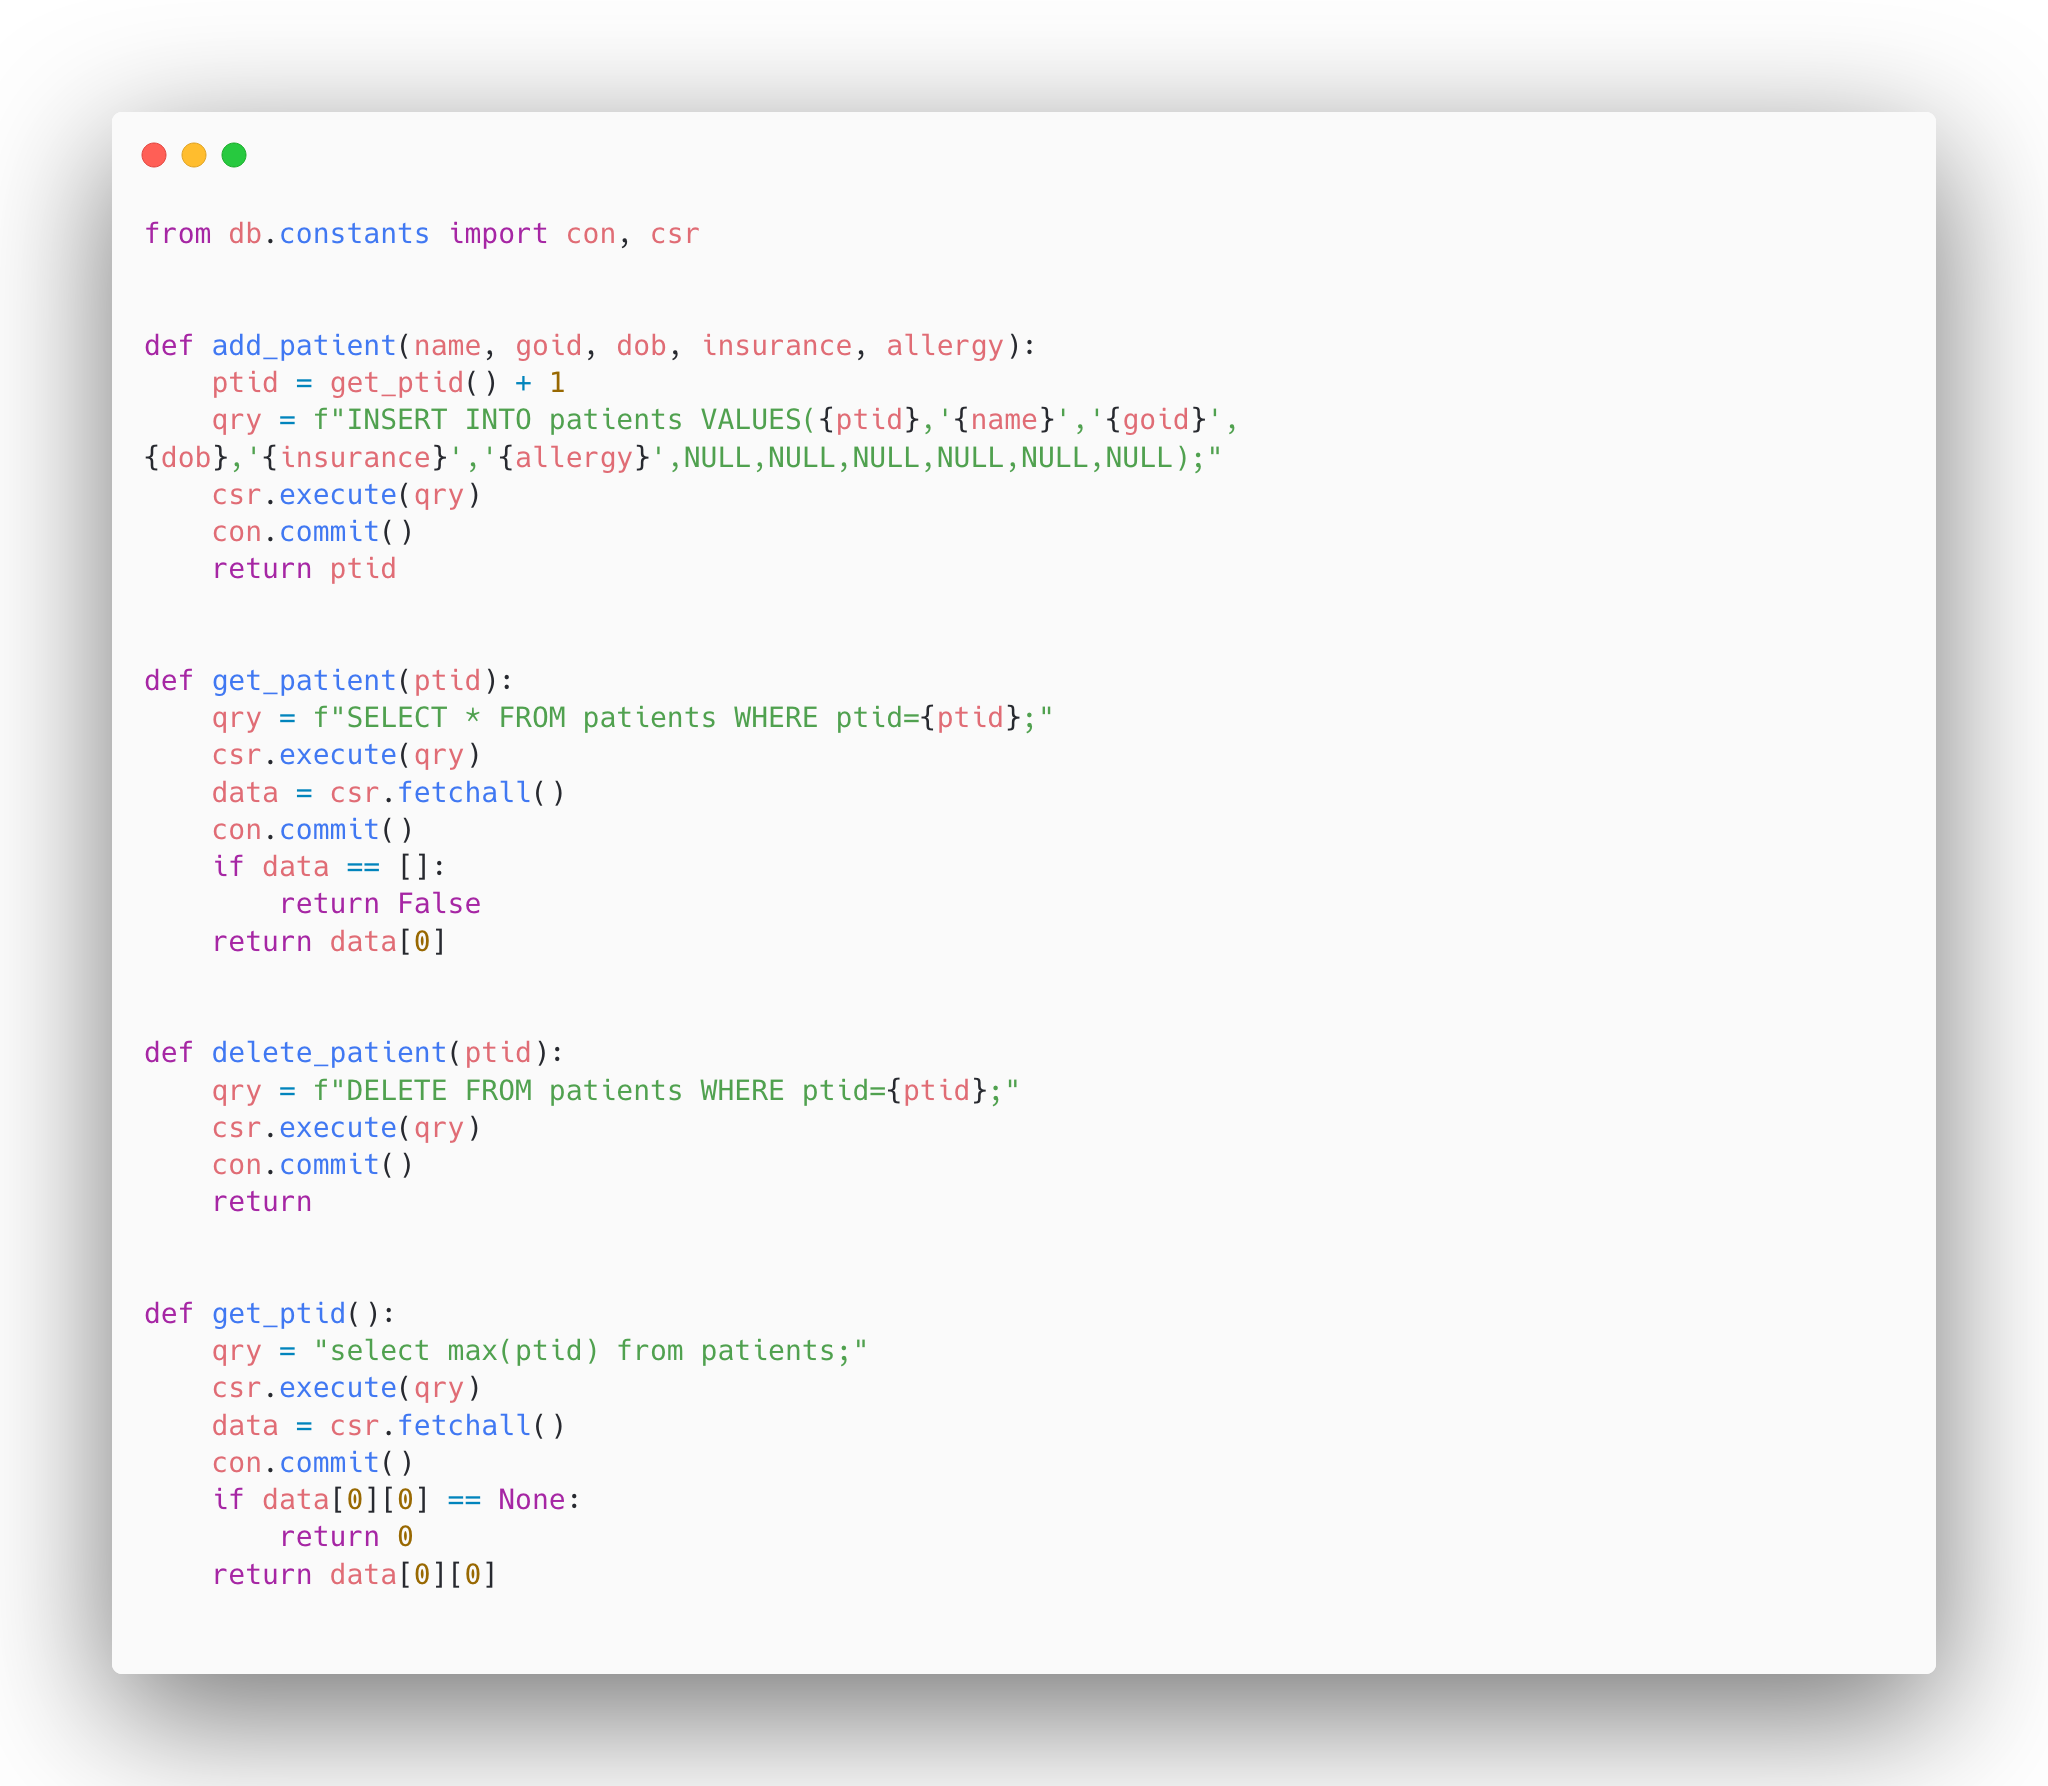 from db.constants import con, csr


def add_patient(name, goid, dob, insurance, allergy):
    ptid = get_ptid() + 1
    qry = f"INSERT INTO patients VALUES({ptid},'{name}','{goid}',
{dob},'{insurance}','{allergy}',NULL,NULL,NULL,NULL,NULL,NULL);"
    csr.execute(qry)
    con.commit()
    return ptid


def get_patient(ptid):
    qry = f"SELECT * FROM patients WHERE ptid={ptid};"
    csr.execute(qry)
    data = csr.fetchall()
    con.commit()
    if data == []:
        return False
    return data[0]


def delete_patient(ptid):
    qry = f"DELETE FROM patients WHERE ptid={ptid};"
    csr.execute(qry)
    con.commit()
    return


def get_ptid():
    qry = "select max(ptid) from patients;"
    csr.execute(qry)
    data = csr.fetchall()
    con.commit()
    if data[0][0] == None:
        return 0
    return data[0][0]